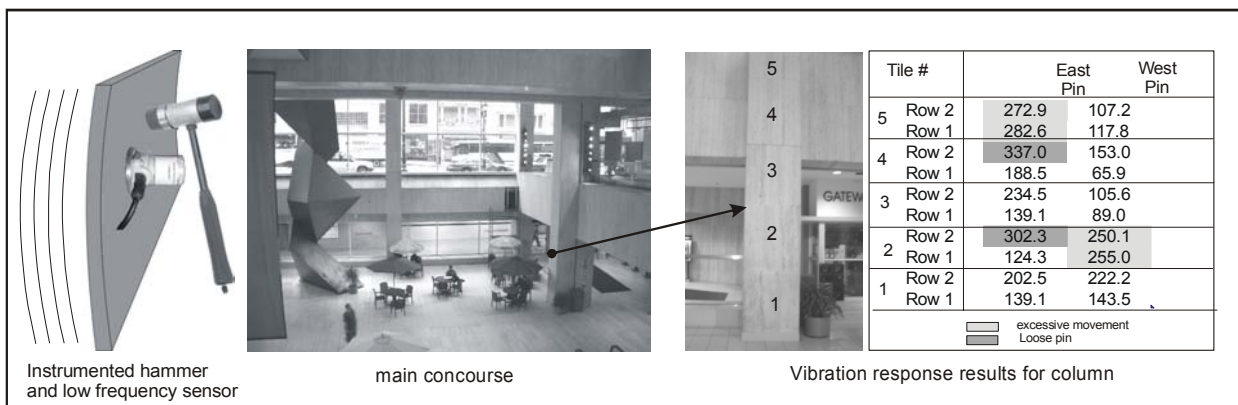 5
4
3
2
1
GATEW
Tile # East Pin West Pin
5 Row 2 272.9 107.2
Row 1 282.6 117.8
4 Row 2 337.0 153.0
Row 1 188.5 65.9
3 Row 2 234.5 105.6
Row 1 139.1 89.0
2 Row 2 302.3 250.1
Row 1 124.3 255.0
1 Row 2 202.5 222.2
Row 1 139.1 143.5
excessive movement
Loose pin
Instrumented hammer
and low frequency sensor
main concourse
Vibration response results for column